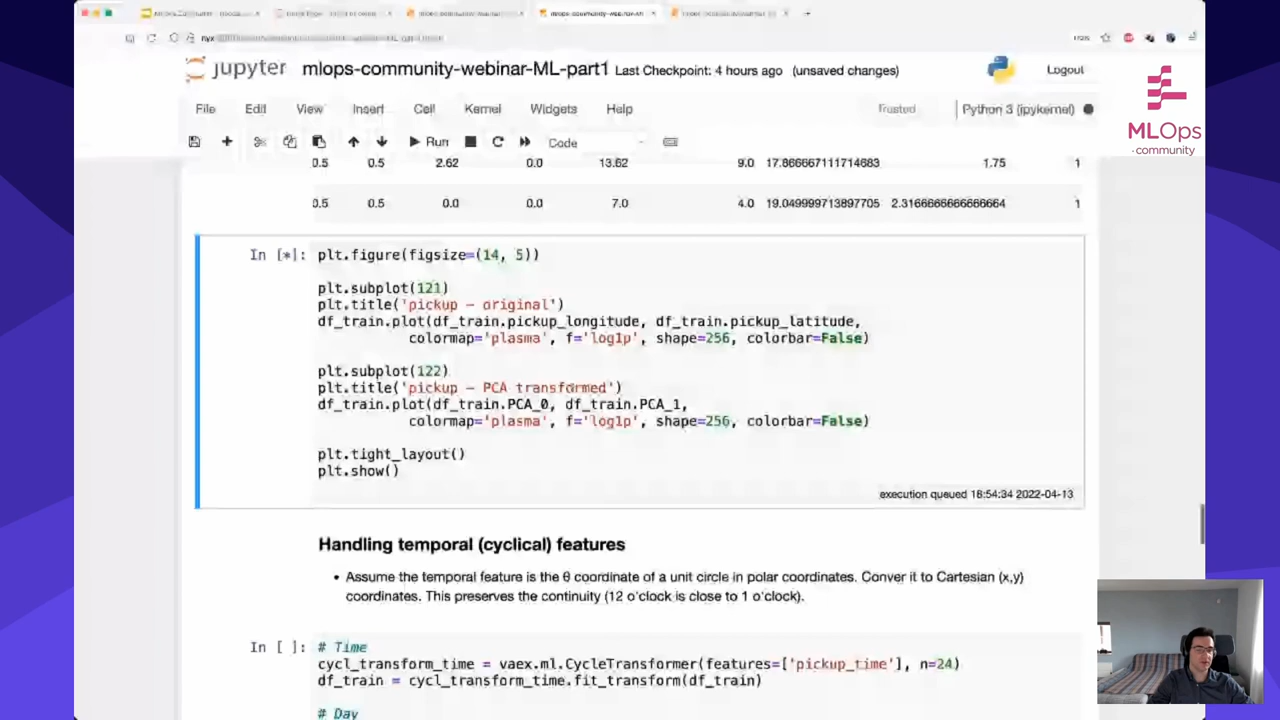 jupyter mlops-community-webinar-ML-part1 Last Checkpoint: 4 hours ago (unsaved changes) Logout
File Edit View Insert Cell Kernel Widgets Help Trusted Python 3 (ipykernel)
Run Code
MLOps
community
0.5 0.5 2.62 0.0 13.62 9.0 17.866667111714683 1.75 1
0.5 0.5 0.0 0.0 7.0 4.0 19.049999713897705 2.3166666666666664 1
In [*]: plt.figure(figsize=(14, 5))
plt.subplot(121)
plt.title('pickup – original')
df_train.plot(df_train.pickup_longitude, df_train.pickup_latitude,
colormap='plasma', f='log1p', shape=256, colorbar=False)
plt.subplot(122)
plt.title('pickup – PCA transformed')
df_train.plot(df_train.PCA_0, df_train.PCA_1,
colormap='plasma', f='log1p', shape=256, colorbar=False)
plt.tight_layout()
plt.show()
execution queued 18:54:34 2022-04-13
Handling temporal (cyclical) features
• Assume the temporal feature is the θ coordinate of a unit circle in polar coordinates. Conver it to Cartesian (x,y)
coordinates. This preserves the continuity (12 o'clock is close to 1 o'clock).
In [ ]: # Time
cycl_transform_time = vaex.ml.CycleTransformer(features=['pickup_time'], n=24)
df_train = cycl_transform_time.fit_transform(df_train)
# Day